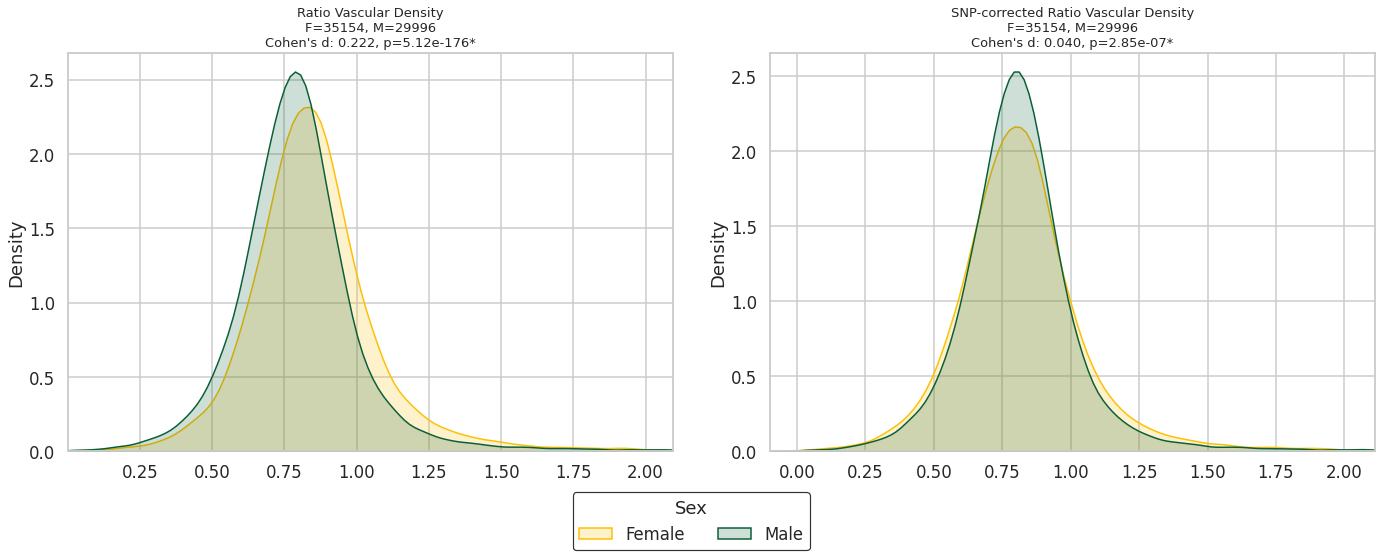 Ratio Vascular Density
F=35154, M=29996
Cohen's d: 0.222, p=5.12e-176*
Density
2.5
2.0
1.5
1.0
0.5
0.0
0.25 0.50 0.75 1.00 1.25 1.50 1.75 2.00
SNP-corrected Ratio Vascular Density
F=35154, M=29996
Cohen's d: 0.040, p=2.85e-07*
Density
2.5
2.0
1.5
1.0
0.5
0.0
0.00 0.25 0.50 0.75 1.00 1.25 1.50 1.75 2.00
Sex
Female Male